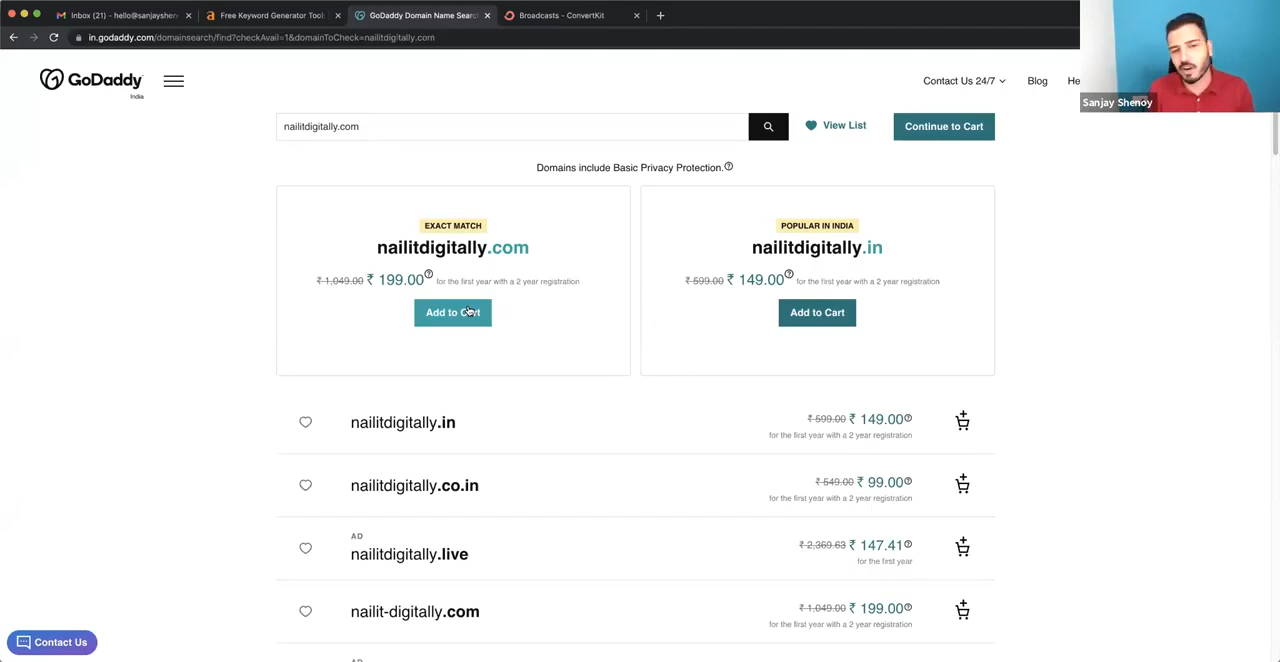 Inbox (21) - hello@sanjayshen
Free Keyword Generator Tool:
GoDaddy Domain Name Search
Broadcasts - ConvertKit
in.godaddy.com/domainsearch/find?checkAvail=1&domainToCheck=nailitdigitally.com
GoDaddy
India
Contact Us 24/7
Blog
He
Sanjay Shenoy
nailitdigitally.com
View List
Continue to Cart
Domains include Basic Privacy Protection.
EXACT MATCH
nailitdigitally.com
₹ 1,049.00 ₹ 199.00 for the first year with a 2 year registration
Add to Cart
POPULAR IN INDIA
nailitdigitally.in
₹ 599.00 ₹ 149.00 for the first year with a 2 year registration
Add to Cart
nailitdigitally.in
₹ 599.00 ₹ 149.00
for the first year with a 2 year registration
nailitdigitally.co.in
₹ 549.00 ₹ 99.00
for the first year with a 2 year registration
AD
nailitdigitally.live
₹ 2,369.63 ₹ 147.41
for the first year
nailit-digitally.com
₹ 1,049.00 ₹ 199.00
for the first year with a 2 year registration
AD
Contact Us